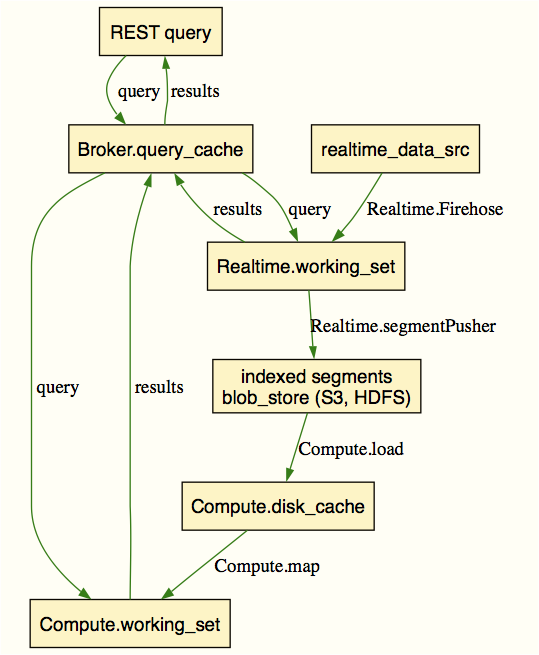 REST query
query
results
Broker.query_cache
realtime_data_src
results
query
Realtime.Firehose
Realtime.working_set
Realtime.segmentPusher
indexed segments
blob_store (S3, HDFS)
query
results
Compute.load
Compute.disk_cache
Compute.map
Compute.working_set